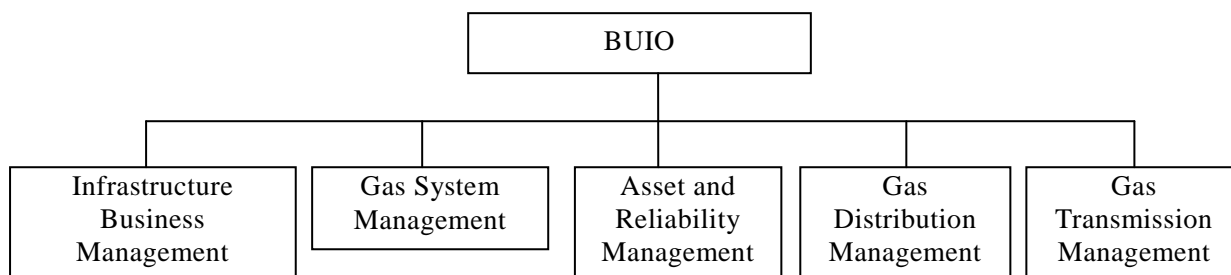 BUIO
Infrastructure
Business
Management
Gas System
Management
Asset and
Reliability
Management
Gas
Distribution
Management
Gas
Transmission
Management